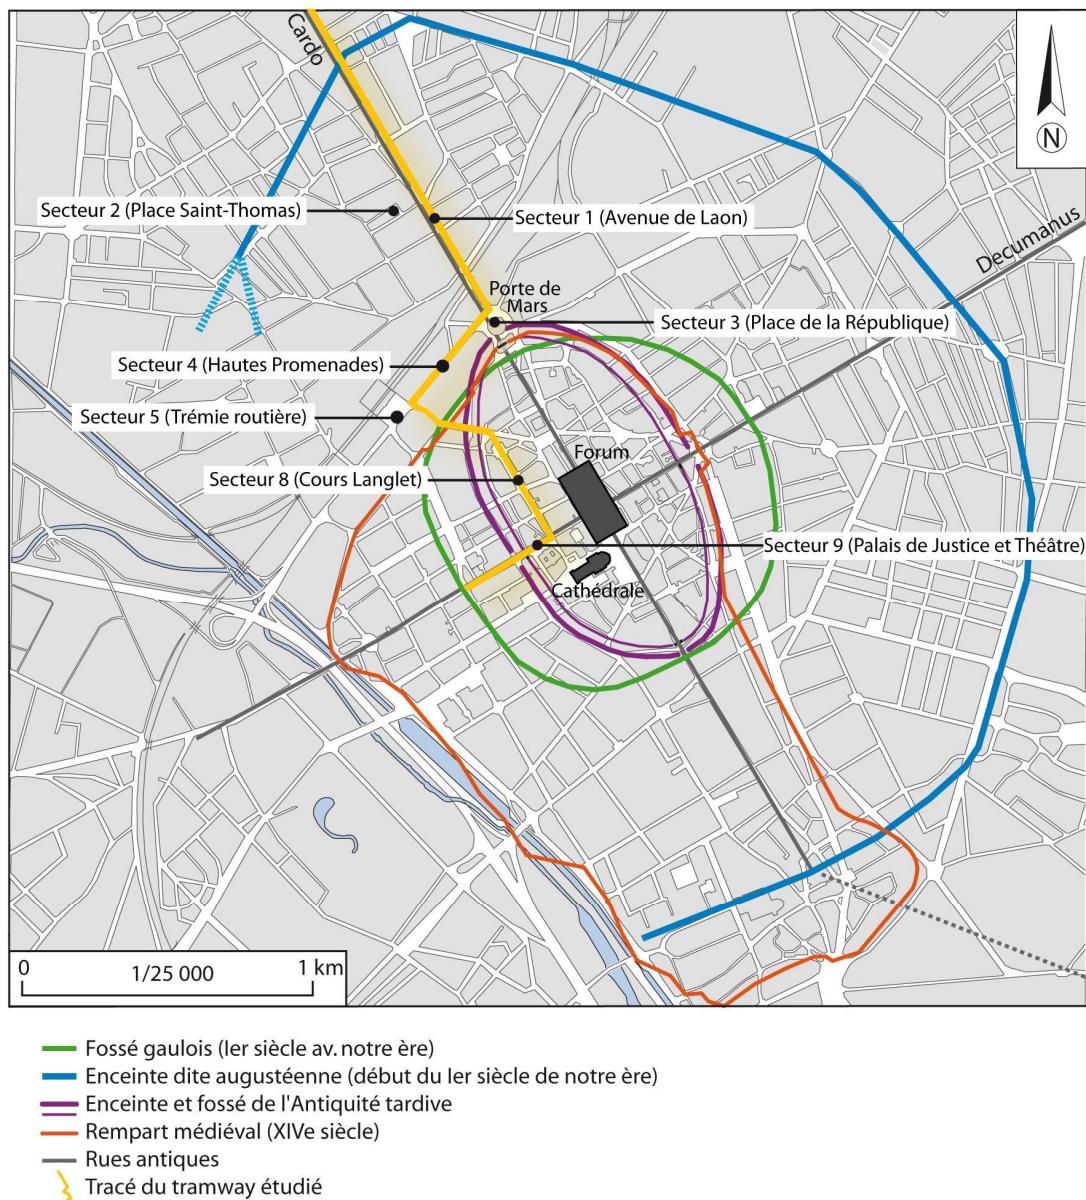 Cardo
N
Secteur 2 (Place Saint-Thomas)
Secteur 1 (Avenue de Laon)
Decumanus
Porte de
Mars
Secteur 3 (Place de la République)
Secteur 4 (Hautes Promenades)
Secteur 5 (Trémie routière)
Forum
Secteur 8 (Cours Langlet)
Secteur 9 (Palais de Justice et Théâtre)
Cathédrale
0
1/25 000
1 km
Fossé gaulois (Ier siècle av. notre ère)
Enceinte dite augustéenne (début du Ier siècle de notre ère)
Enceinte et fossé de l'Antiquité tardive
Rempart médiéval (XIVe siècle)
Rues antiques
Tracé du tramway étudié